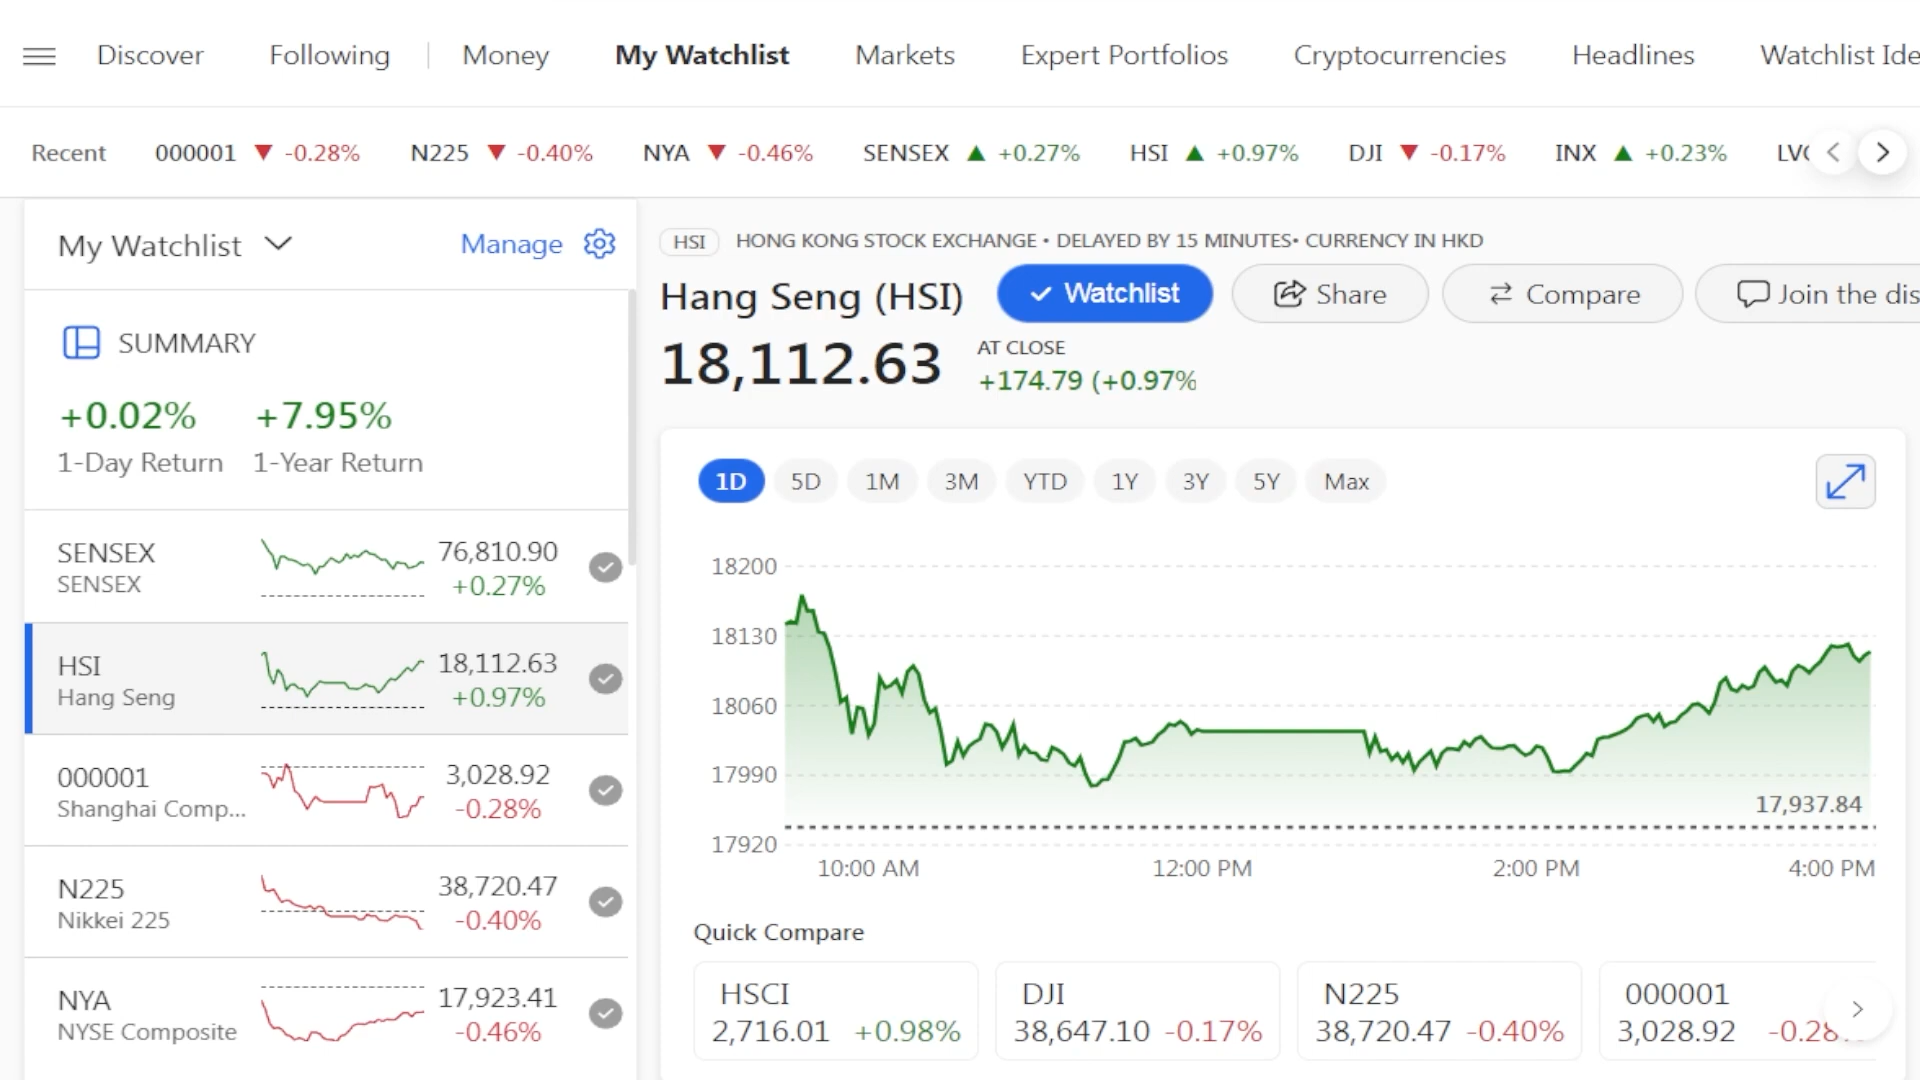 Discover Following Money My Watchlist Markets Expert Portfolios Cryptocurrencies Headlines Watchlist Ide
Recent 000001 ▼ -0.28% N225 ▼ -0.40% NYA ▼ -0.46% SENSEX ▲ +0.27% HSI ▲ +0.97% DJI ▼ -0.17% INX ▲ +0.23% LV
My Watchlist Manage
SUMMARY
+0.02% +7.95%
1-Day Return 1-Year Return
SENSEX 76,810.90
SENSEX +0.27%
HSI 18,112.63
Hang Seng +0.97%
000001 3,028.92
Shanghai Comp... -0.28%
N225 38,720.47
Nikkei 225 -0.40%
NYA 17,923.41
NYSE Composite -0.46%
HSI HONG KONG STOCK EXCHANGE • DELAYED BY 15 MINUTES• CURRENCY IN HKD
Hang Seng (HSI) Watchlist Share Compare Join the dis
18,112.63 AT CLOSE
+174.79 (+0.97%
1D 5D 1M 3M YTD 1Y 3Y 5Y Max
18200
18130
18060
17990
17,937.84
17920
10:00 AM 12:00 PM 2:00 PM 4:00 PM
Quick Compare
HSCI DJI N225 000001
2,716.01 +0.98% 38,647.10 -0.17% 38,720.47 -0.40% 3,028.92 -0.28